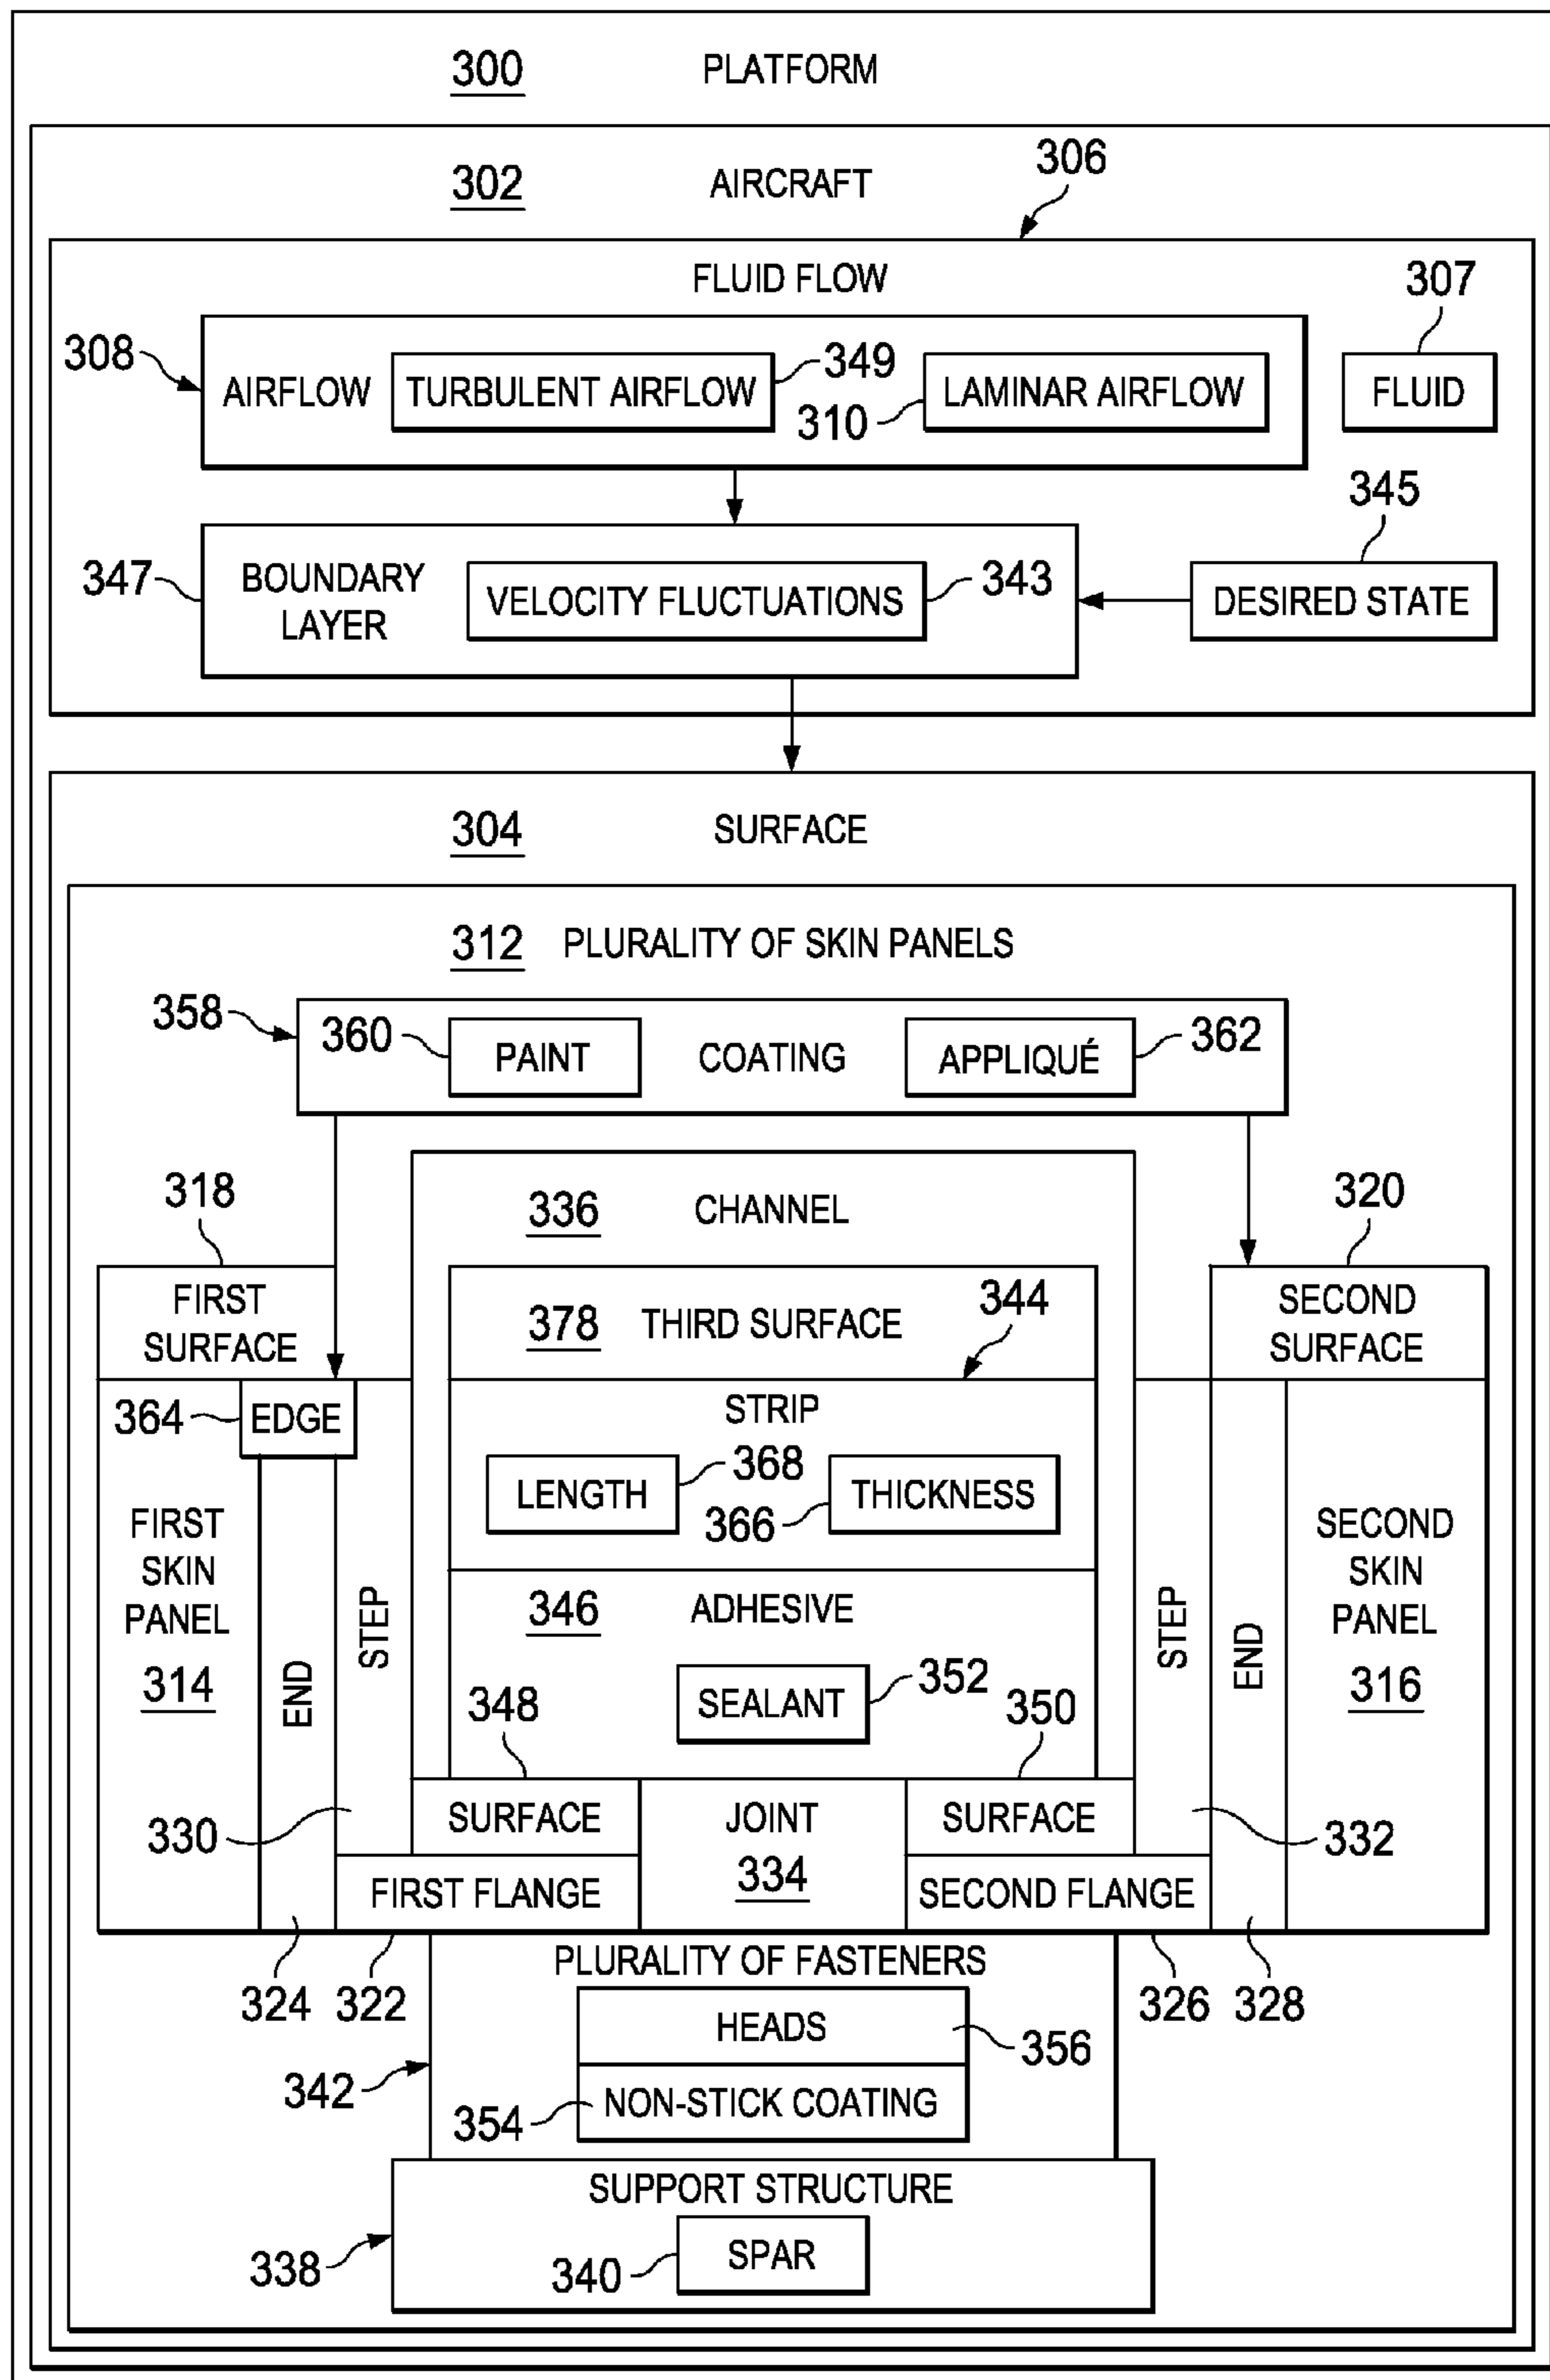 300 PLATFORM
302 AIRCRAFT
306
FLUID FLOW
307
308
AIRFLOW
TURBULENT AIRFLOW
349
310
LAMINAR AIRFLOW
FLUID
345
347
BOUNDARY
LAYER
VELOCITY FLUCTUATIONS
343
DESIRED STATE
304 SURFACE
312 PLURALITY OF SKIN PANELS
358
360
PAINT
COATING
APPLIQUÉ
362
318
336 CHANNEL
320
FIRST
SURFACE
378 THIRD SURFACE
344
SECOND
SURFACE
364
EDGE
STRIP
LENGTH
368
366
THICKNESS
FIRST
SKIN
PANEL
314
END
STEP
346 ADHESIVE
SEALANT
352
STEP
END
SECOND
SKIN
PANEL
316
348
350
330
SURFACE
JOINT
334
SURFACE
332
FIRST FLANGE
SECOND FLANGE
324
322
PLURALITY OF FASTENERS
326
328
HEADS
356
342
354
NON-STICK COATING
SUPPORT STRUCTURE
338
340
SPAR